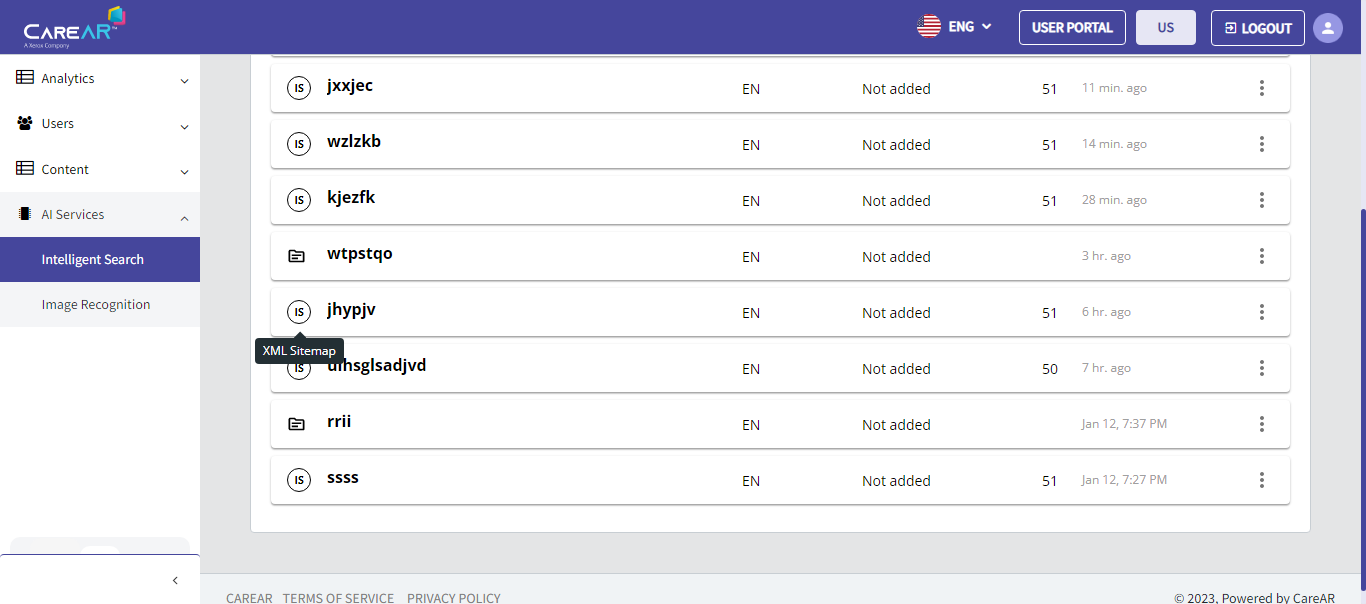 CAREAR™
A Xerox Company
ENG
USER PORTAL
US
LOGOUT
Analytics
Users
Content
AI Services
Intelligent Search
Image Recognition
IS jxxjec EN Not added 51 11 min. ago
IS wzlzkb EN Not added 51 14 min. ago
IS kjezfk EN Not added 51 28 min. ago
wtpstqo EN Not added 3 hr. ago
IS jhypjv EN Not added 51 6 hr. ago
XML Sitemap
IS EN Not added 50 7 hr. ago
rrii EN Not added Jan 12, 7:37 PM
IS ssss EN Not added 51 Jan 12, 7:27 PM
CAREAR TERMS OF SERVICE PRIVACY POLICY
© 2023, Powered by CareAR